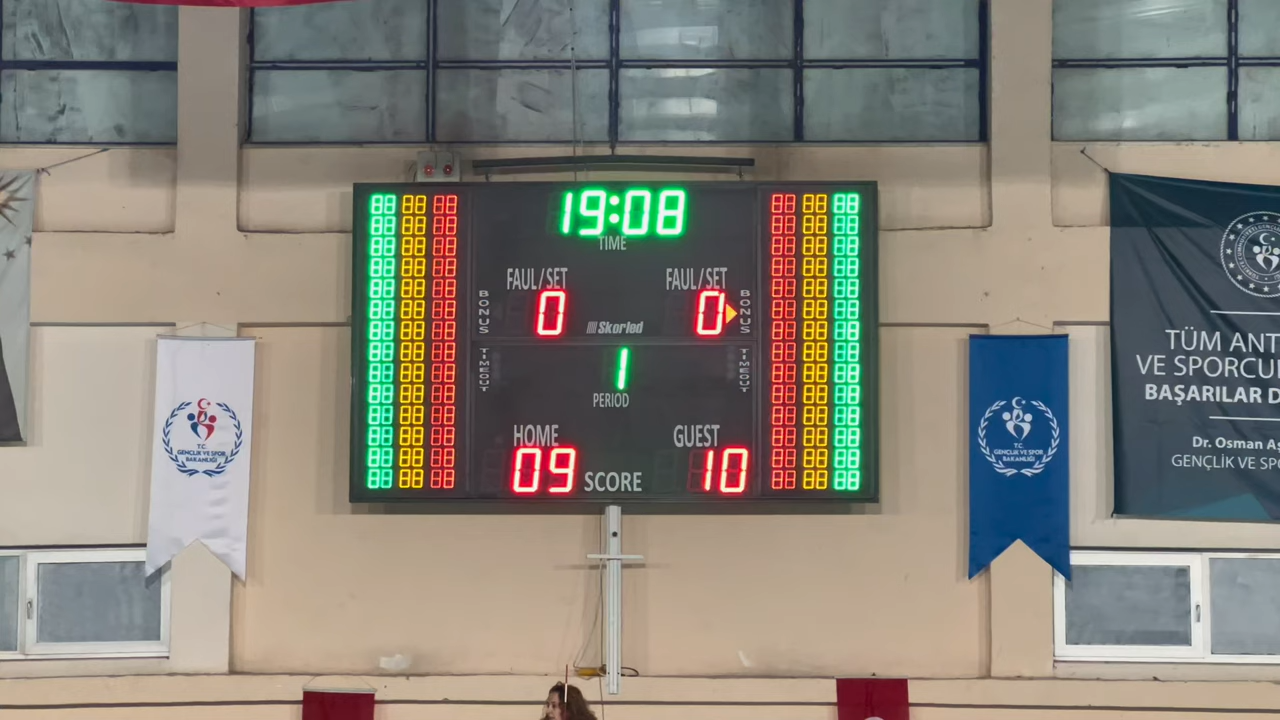 19:08
TIME
FAUL/SET
FAUL/SET
0
0
BONUS
BONUS
Skorled
1
TIMEOUT
TIMEOUT
PERIOD
HOME
GUEST
09
SCORE
10
T.C.
GENÇLİK VE SPOR
BAKANLIĞI
T.C.
GENÇLİK VE SPOR
BAKANLIĞI
TÜM ANT
VE SPORCU
BAŞARILAR D
Dr. Osman A
GENÇLİK VE SP